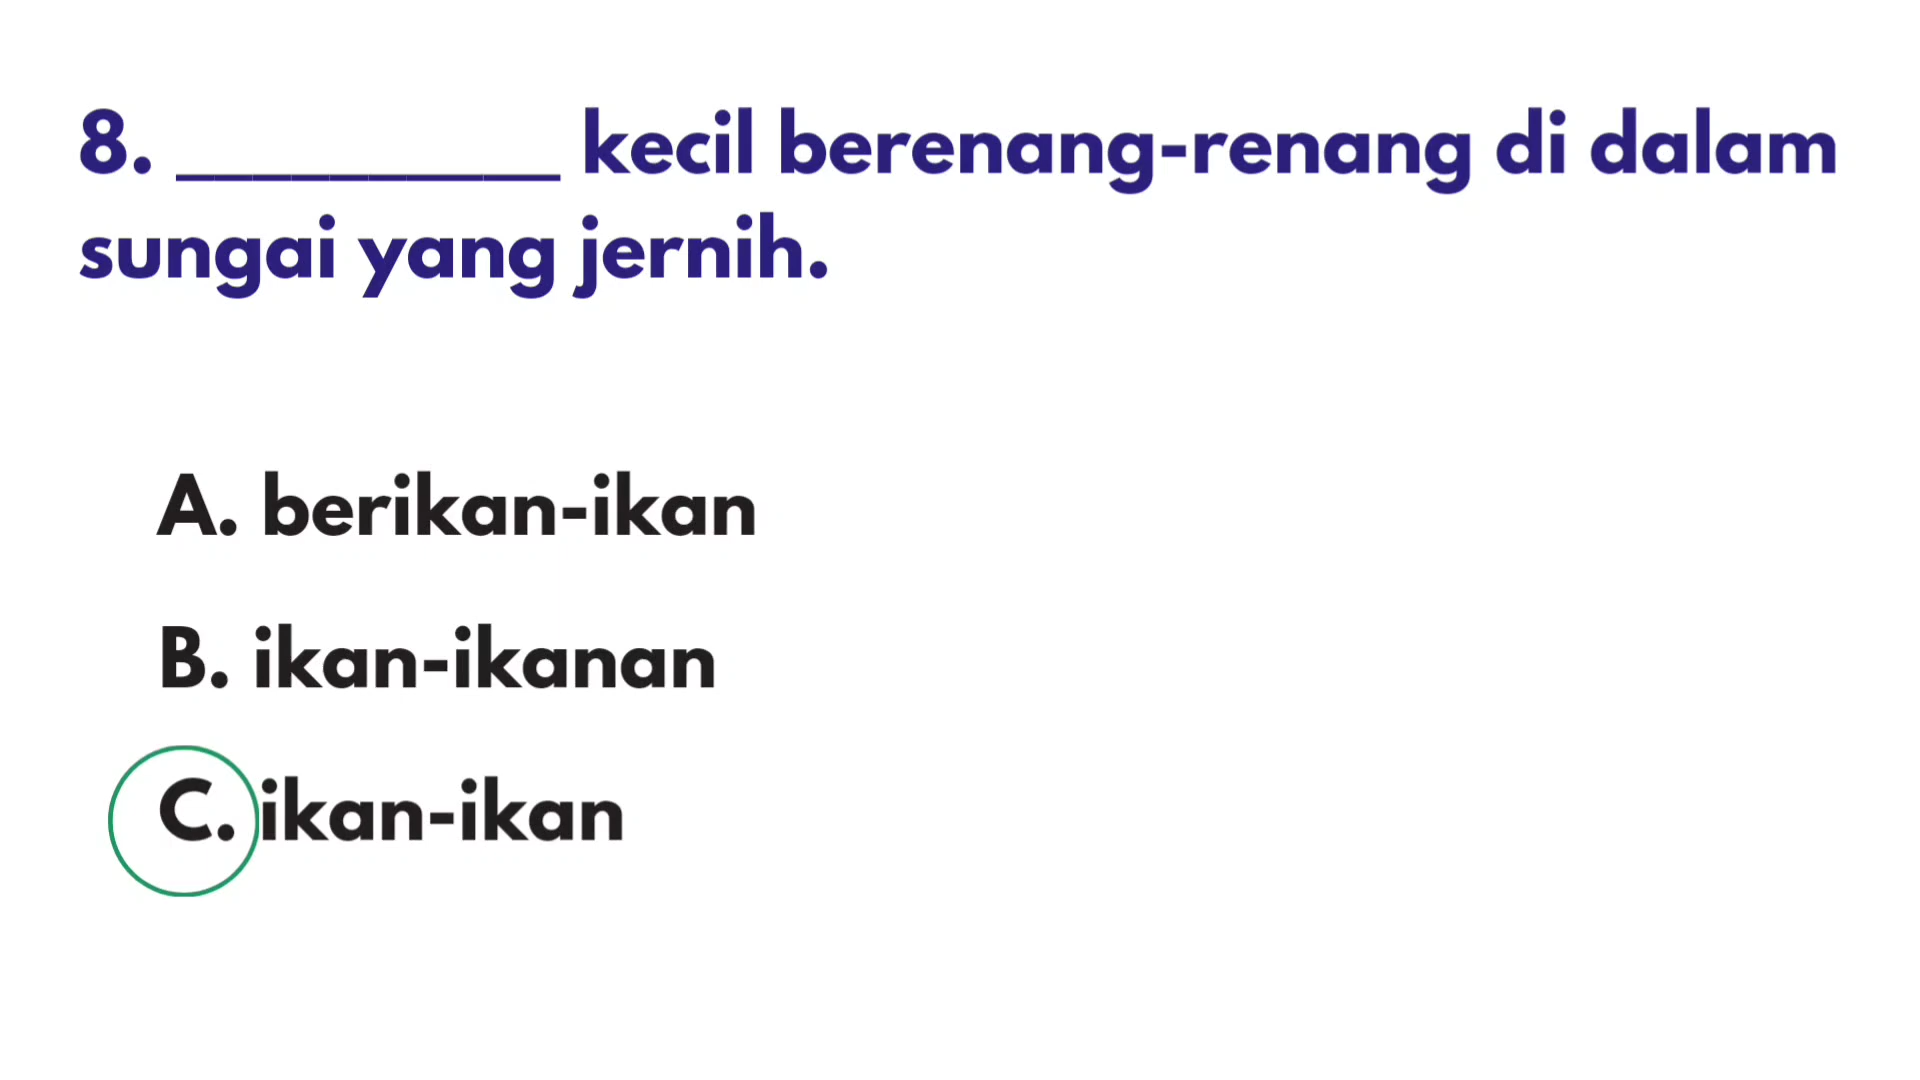 8. __________ kecil berenang-renang di dalam
sungai yang jernih.
A. berikan-ikan
B. ikan-ikanan
C. ikan-ikan